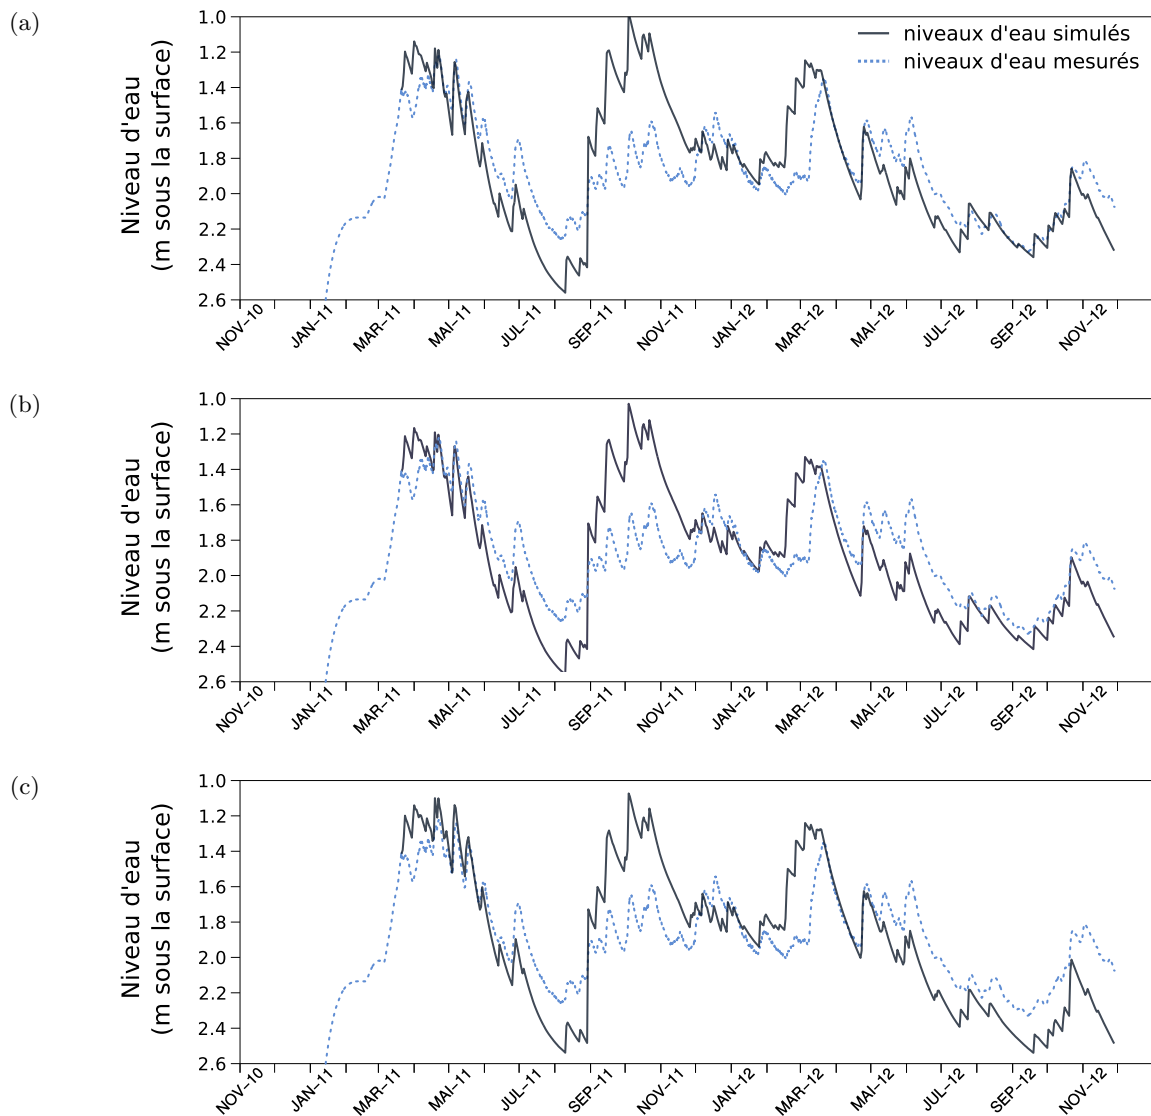 (a)
niveaux d'eau simulés
niveaux d'eau mesurés
Niveau d'eau
(m sous la surface)
1.0
1.2
1.4
1.6
1.8
2.0
2.2
2.4
2.6
NOV–10 JAN–11 MAR–11 MAI–11 JUL–11 SEP–11 NOV–11 JAN–12 MAR–12 MAI–12 JUL–12 SEP–12 NOV–12
(b)
Niveau d'eau
(m sous la surface)
1.0
1.2
1.4
1.6
1.8
2.0
2.2
2.4
2.6
NOV–10 JAN–11 MAR–11 MAI–11 JUL–11 SEP–11 NOV–11 JAN–12 MAR–12 MAI–12 JUL–12 SEP–12 NOV–12
(c)
Niveau d'eau
(m sous la surface)
1.0
1.2
1.4
1.6
1.8
2.0
2.2
2.4
2.6
NOV–10 JAN–11 MAR–11 MAI–11 JUL–11 SEP–11 NOV–11 JAN–12 MAR–12 MAI–12 JUL–12 SEP–12 NOV–12